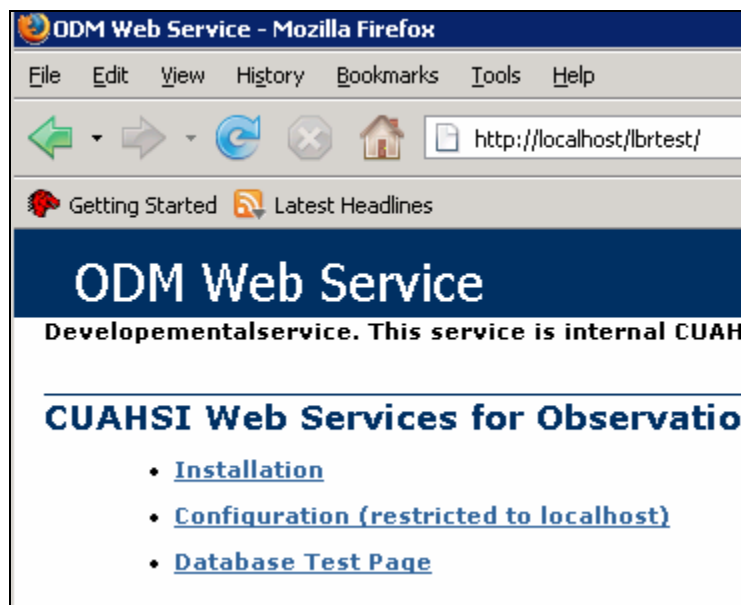 ODM Web Service - Mozilla Firefox
File Edit View History Bookmarks Tools Help
http://localhost/lbrtest/
Getting Started Latest Headlines
ODM Web Service
Developementalservice. This service is internal CUAH
CUAHSI Web Services for Observatio
• Installation
• Configuration (restricted to localhost)
• Database Test Page